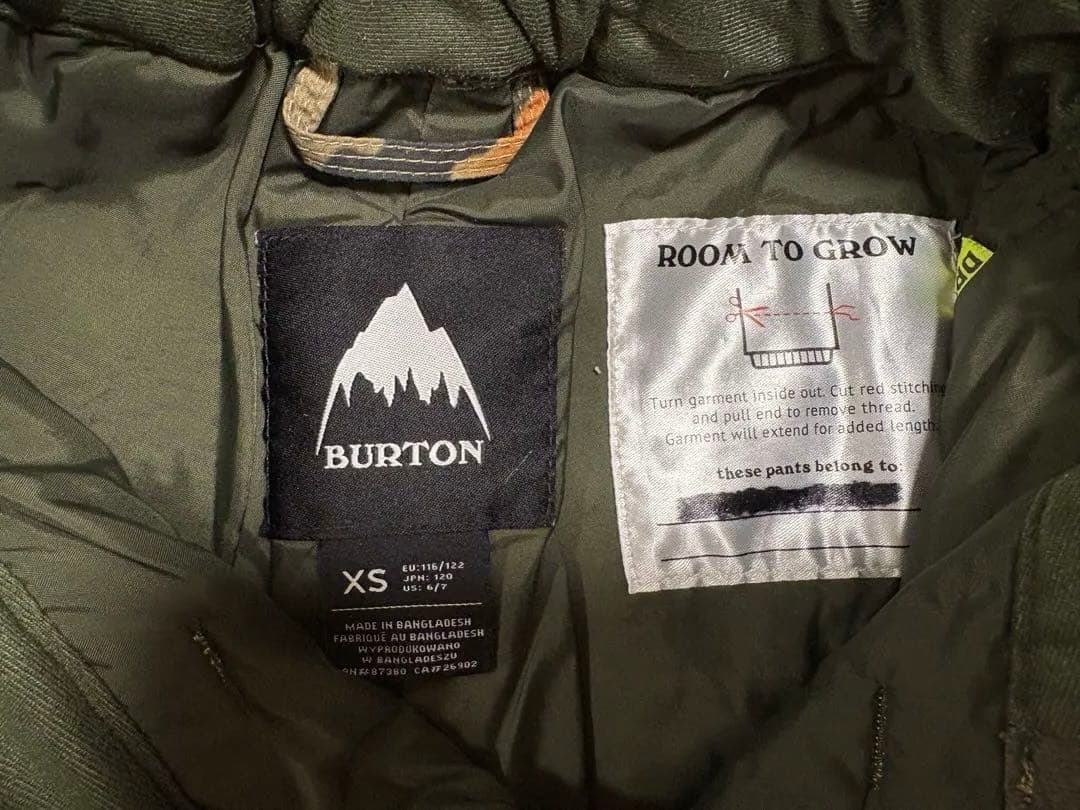 BURTON
XS
EU:116/122
JPN: 120
US: 6/7
MADE IN BANGLADESH
FABRIQUÉ AU BANGLADESH
WYPRODUKOWANO
W BANGLADESZU
RN#87380 CA#26902
ROOM TO GROW
Turn garment inside out. Cut red stitching
and pull end to remove thread.
Garment will extend for added length.
these pants belong to: